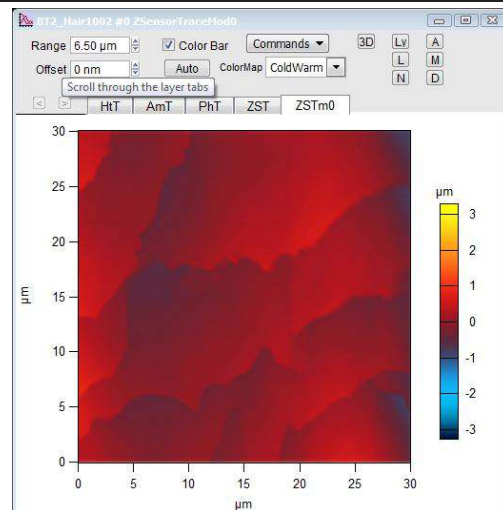 BT2_Hair1002 #0 ZSensorTraceMod0
Range 6.50 µm Color Bar Commands 3D Ly A
Offset 0 nm Auto ColorMap ColdWarm L M
Scroll through the layer tabs N D
< > HtT AmT PhT ZST ZSTm0
30
25
20
15
10
5
0
µm
0 5 10 15 20 25 30
µm
µm
3
2
1
0
-1
-2
-3